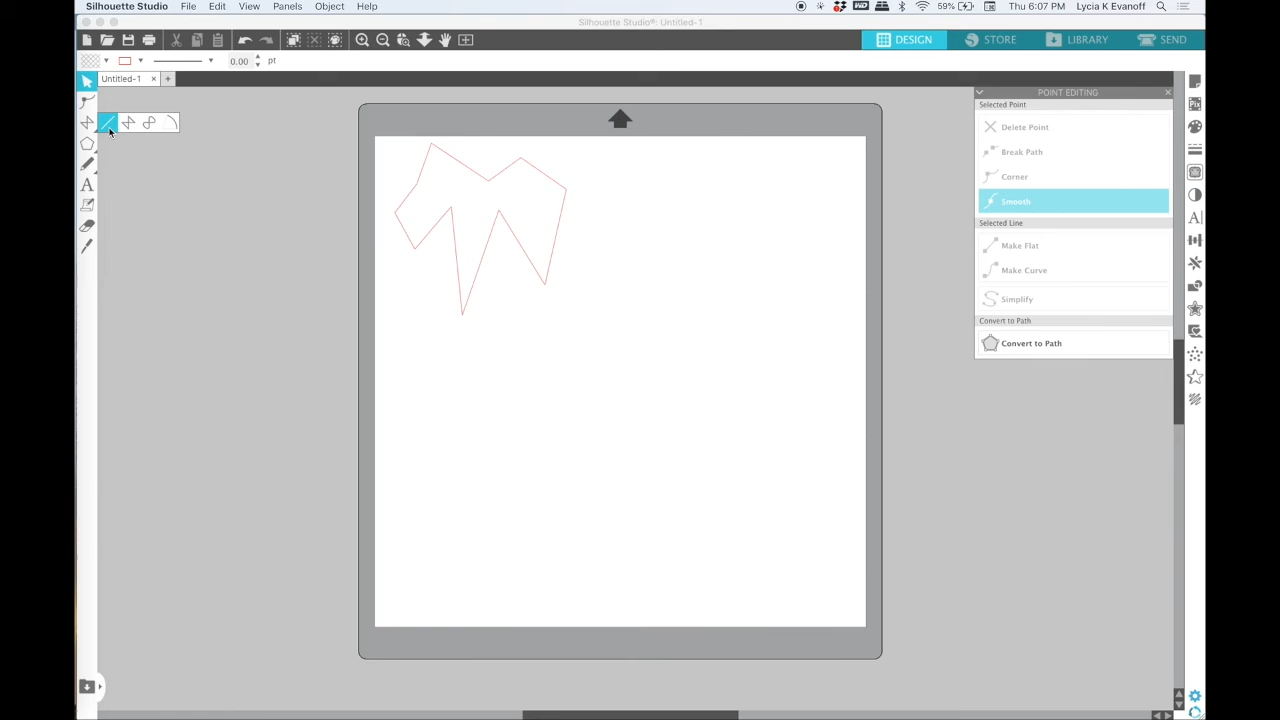 Silhouette Studio File Edit View Panels Object Help 59% Thu 6:07 PM Lycia K Evanoff
Silhouette Studio®: Untitled-1
DESIGN STORE LIBRARY SEND
0.00 pt
Untitled-1
POINT EDITING
Selected Point
Delete Point
Break Path
Corner
Smooth
Selected Line
Make Flat
Make Curve
Simplify
Convert to Path
Convert to Path